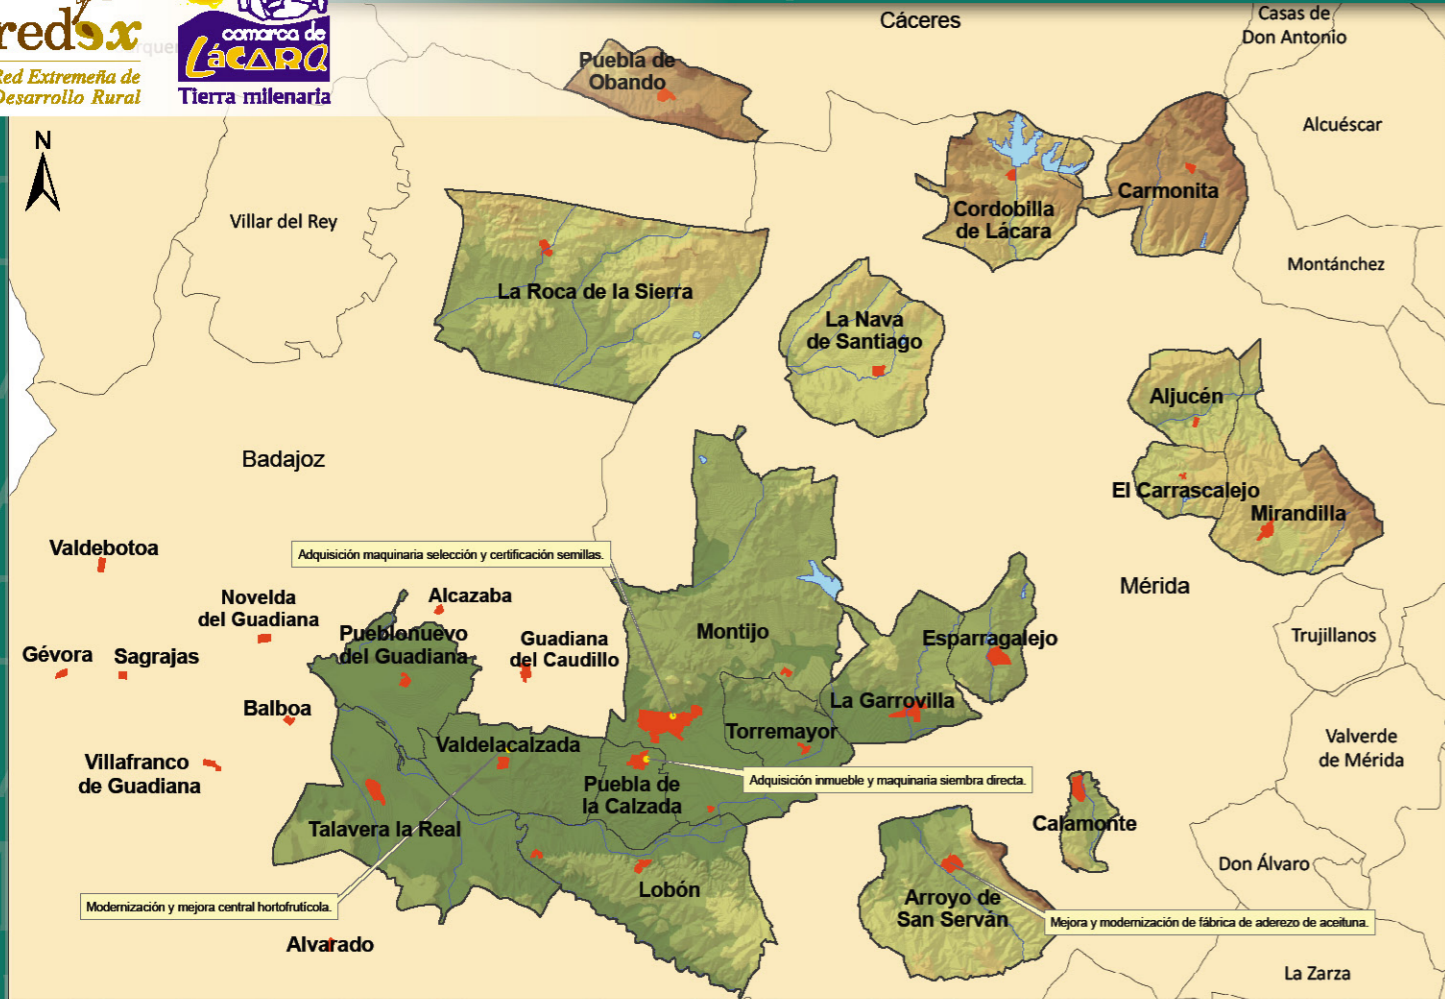 redex
Red Extremeña de
Desarrollo Rural
comarca de
LÁCARA
Tierra milenaria
Cáceres
Casas de
Don Antonio
Puebla de
Obando
Alcuéscar
N
Villar del Rey
Carmonita
Cordobilla
de Lácara
Montánchez
La Roca de la Sierra
La Nava
de Santiago
Aljucén
Badajoz
El Carrascalejo
Mirandilla
Valdebotoa
Adquisición maquinaria selección y certificación semillas.
Mérida
Novelda
del Guadiana
Alcazaba
Pueblonuevo
del Guadiana
Guadiana
del Caudillo
Montijo
Esparragalejo
Trujillanos
Gévora
Sagrajas
Balboa
La Garrovilla
Valdelacalzada
Torremayor
Valverde
de Mérida
Villafranco
de Guadiana
Puebla de
la Calzada
Adquisición inmueble y maquinaria siembra directa.
Talavera la Real
Calamonte
Don Álvaro
Lobón
Arroyo de
San Serván
Modernización y mejora central hortofrutícola.
Mejora y modernización de fábrica de aderezo de aceituna.
Alvarado
La Zarza